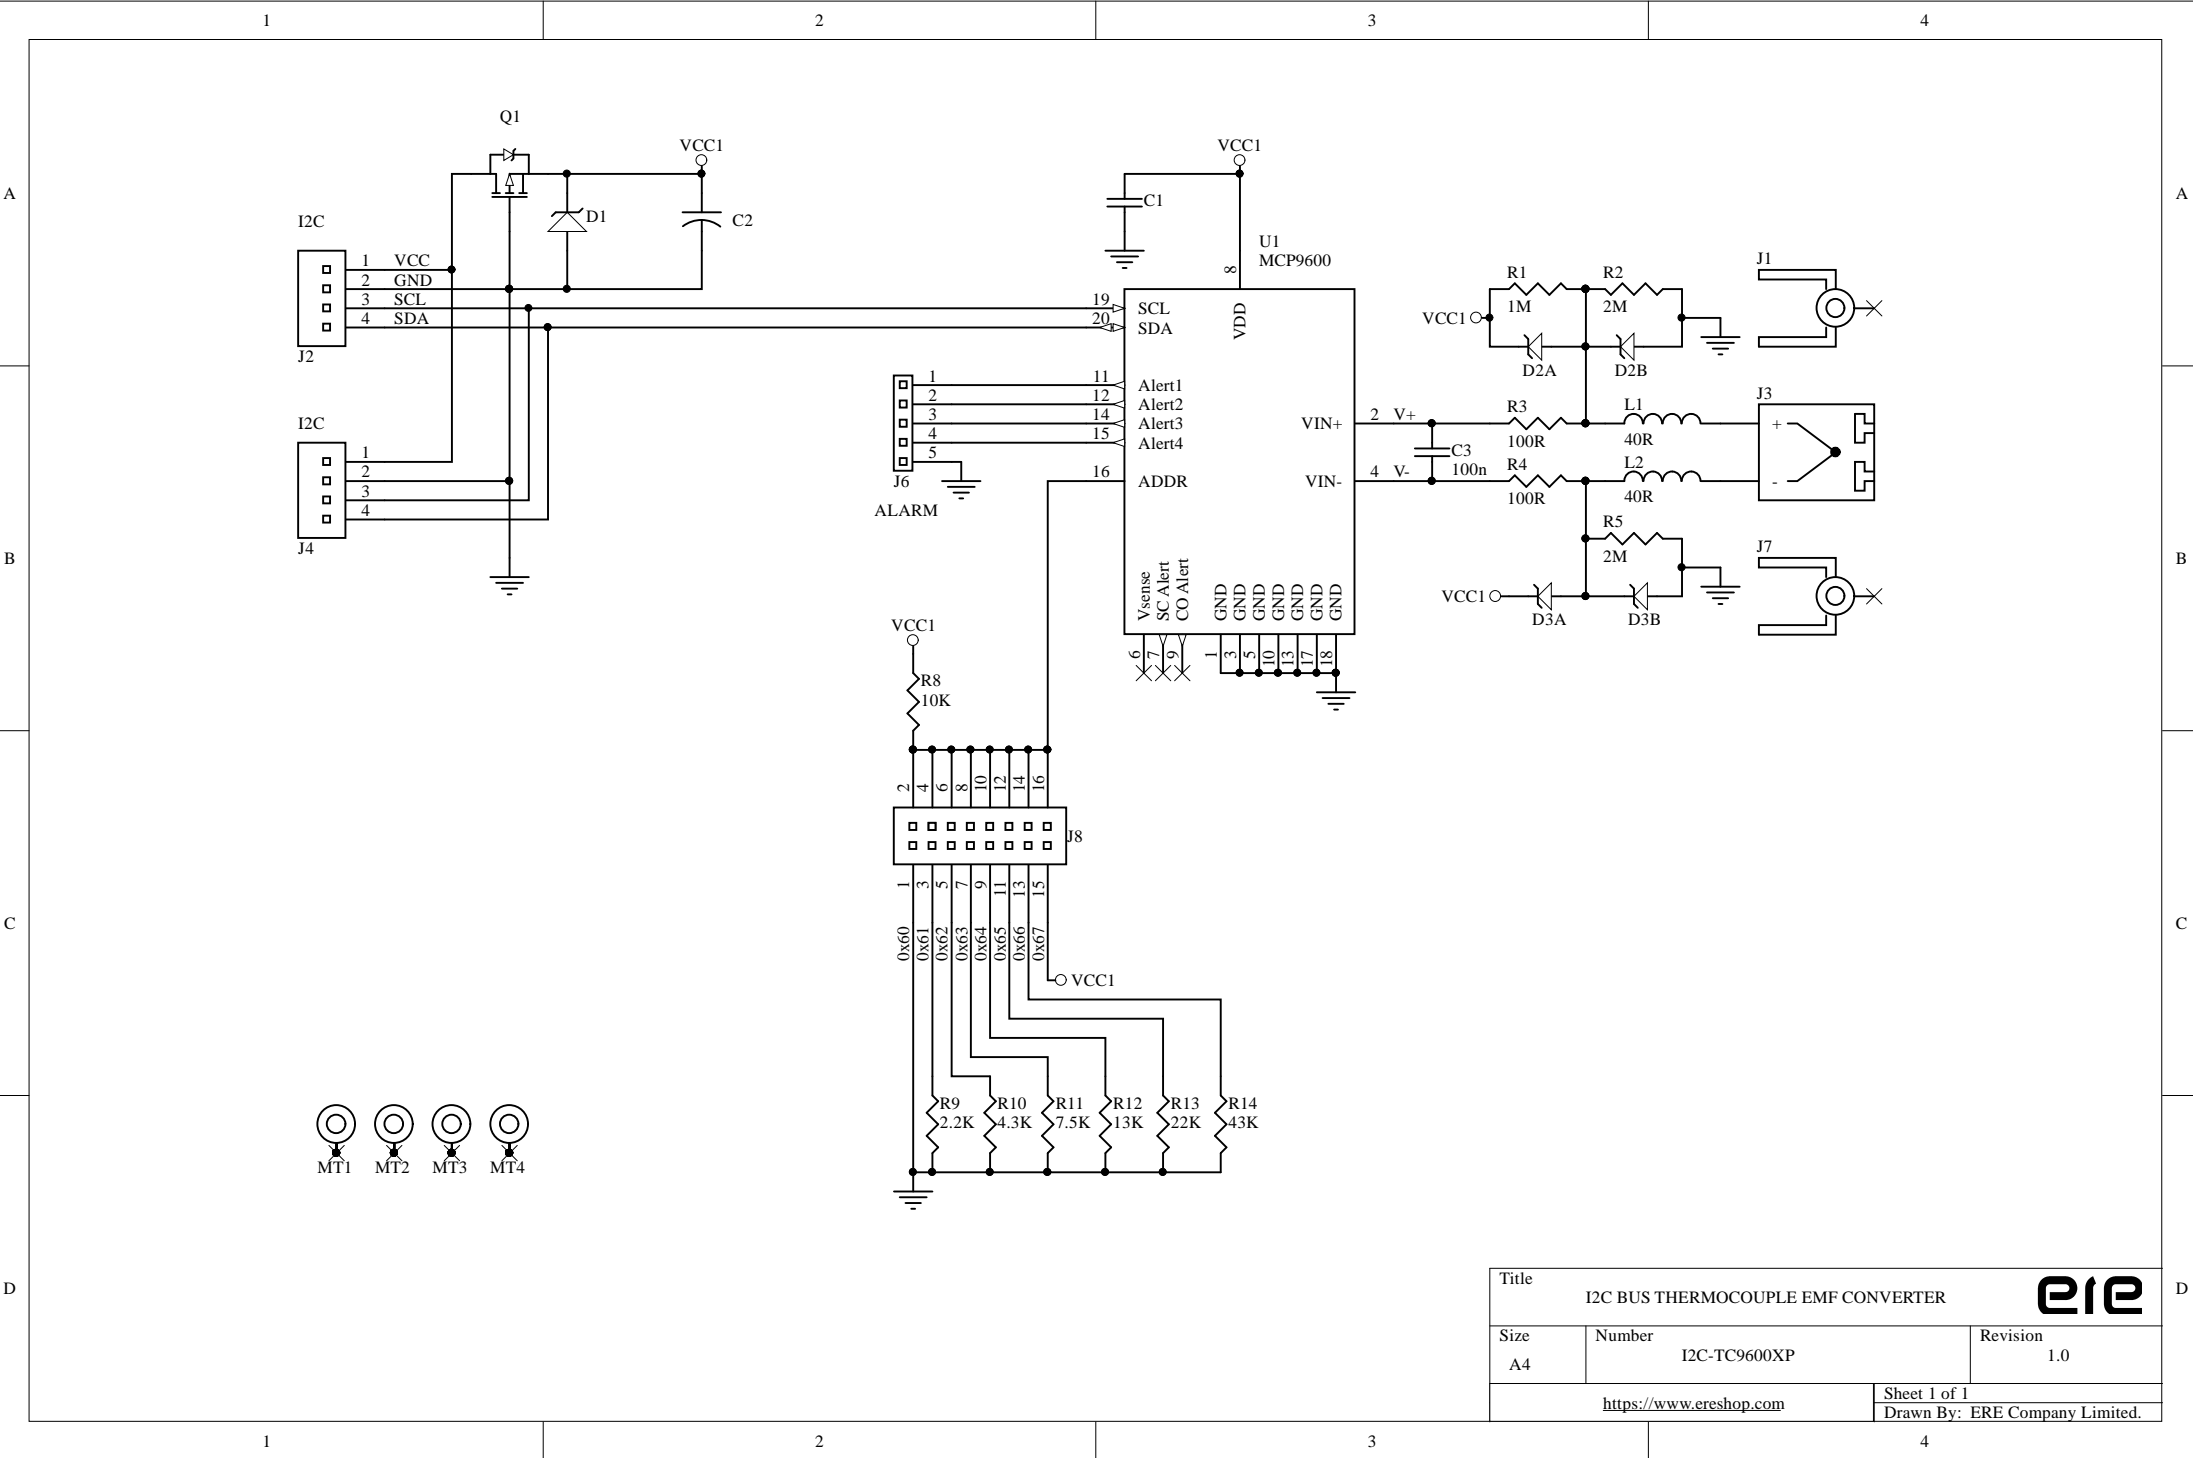 1 2 3 4
A A
B B
C C
D D
1 2 3 4
Q1
VCC1
D1
C2
I2C
1 VCC
2 GND
3 SCL
4 SDA
J2
I2C
1
2
3
4
J4
VCC1
C1
U1
MCP9600
8
VDD
19 SCL
20 SDA
11 Alert1
12 Alert2
14 Alert3
15 Alert4
16 ADDR
VIN+ 2 V+
VIN- 4 V-
Vsense
SC Alert
CO Alert
GND GND GND GND GND GND GND
6 7 9 1 3 5 10 13 17 18
1
2
3
4
5
J6
ALARM
C3
100n
R1
1M
R2
2M
VCC1
D2A
D2B
R3
100R
L1
40R
R4
100R
L2
40R
R5
2M
VCC1
D3A
D3B
J1
J3
+
-
J7
VCC1
R8
10K
2 4 6 8 10 12 14 16
J8
1 3 5 7 9 11 13 15
0x60 0x61 0x62 0x63 0x64 0x65 0x66 0x67
VCC1
R9
2.2K
R10
4.3K
R11
7.5K
R12
13K
R13
22K
R14
43K
MT1 MT2 MT3 MT4
Title
I2C BUS THERMOCOUPLE EMF CONVERTER
ere
Size
A4
Number
I2C-TC9600XP
Revision
1.0
https://www.ereshop.com
Sheet 1 of 1
Drawn By: ERE Company Limited.